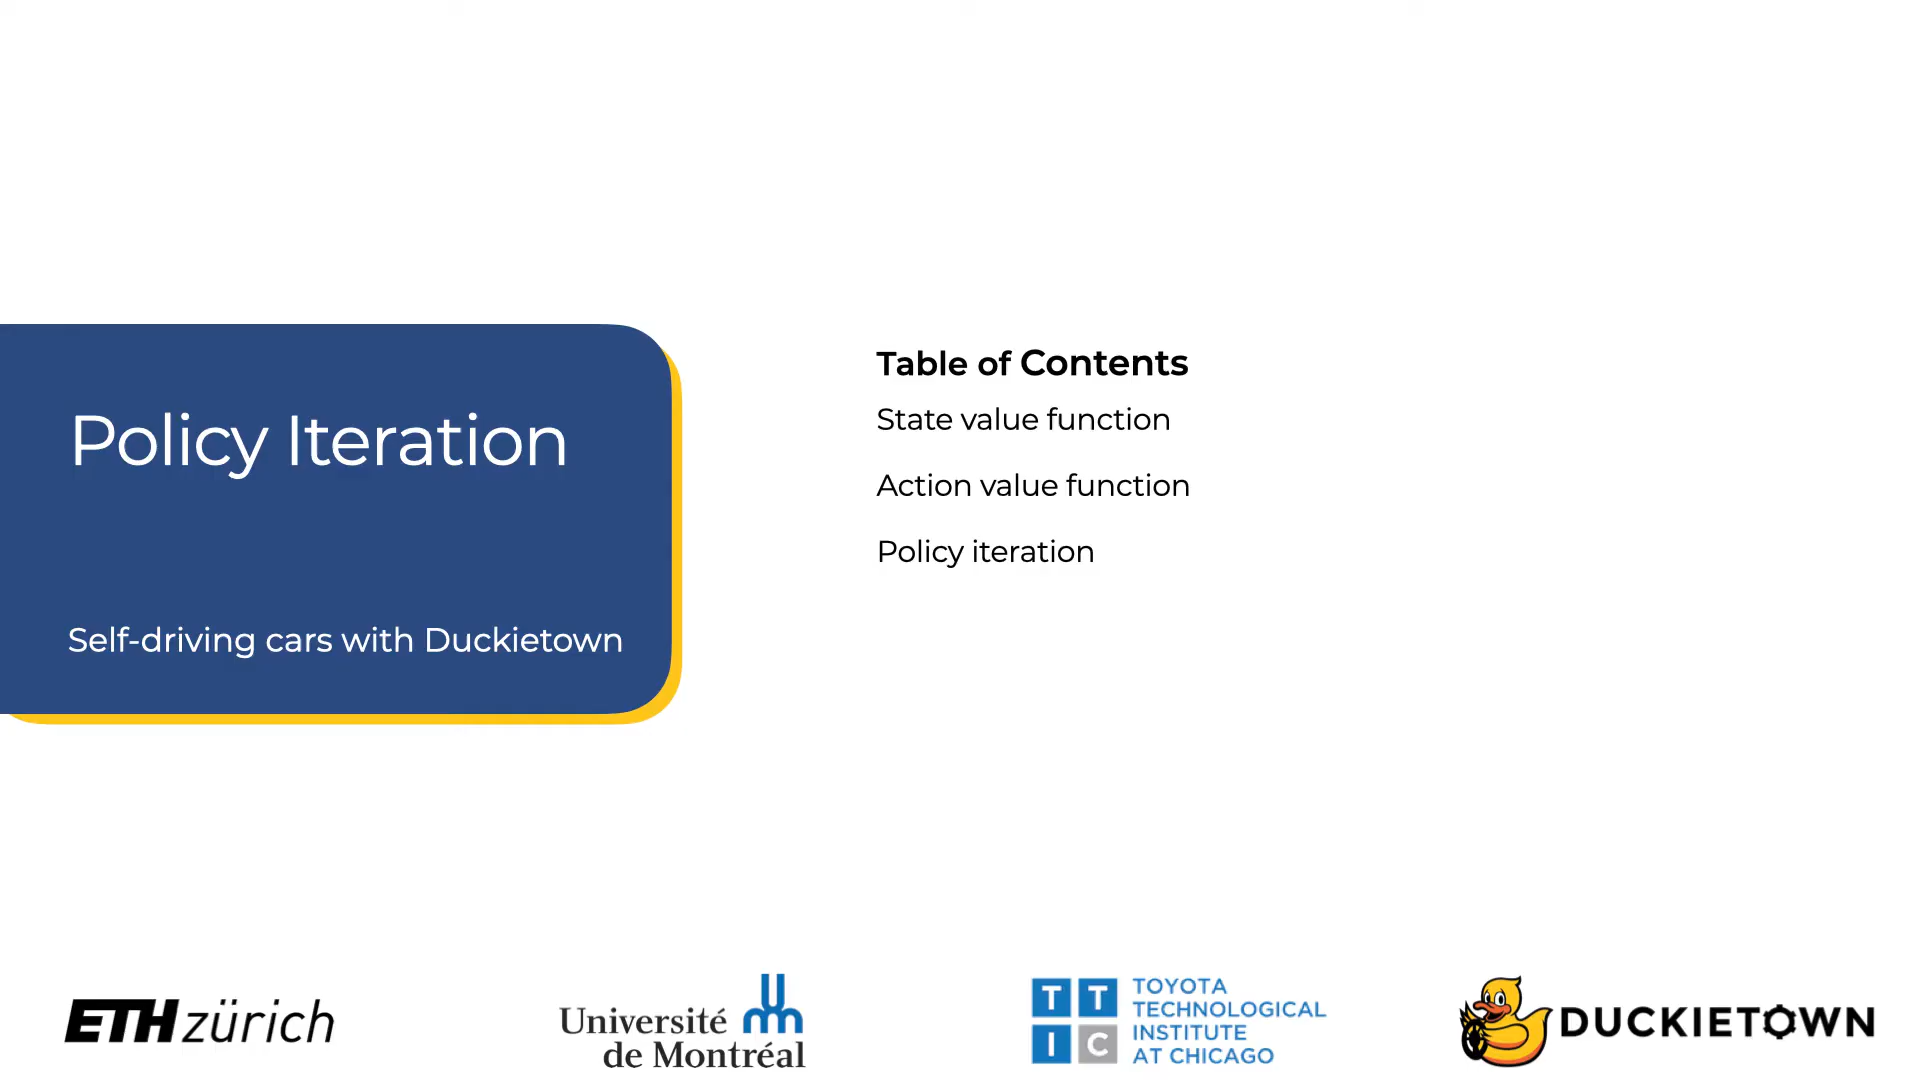 Policy Iteration
Self-driving cars with Duckietown
Table of Contents
State value function
Action value function
Policy iteration
ETH zürich
Université
de Montréal
TTIC
TOYOTA
TECHNOLOGICAL
INSTITUTE
AT CHICAGO
DUCKIETOWN